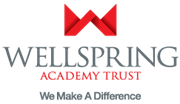 WELLSPRING
ACADEMY TRUST
We Make A Difference